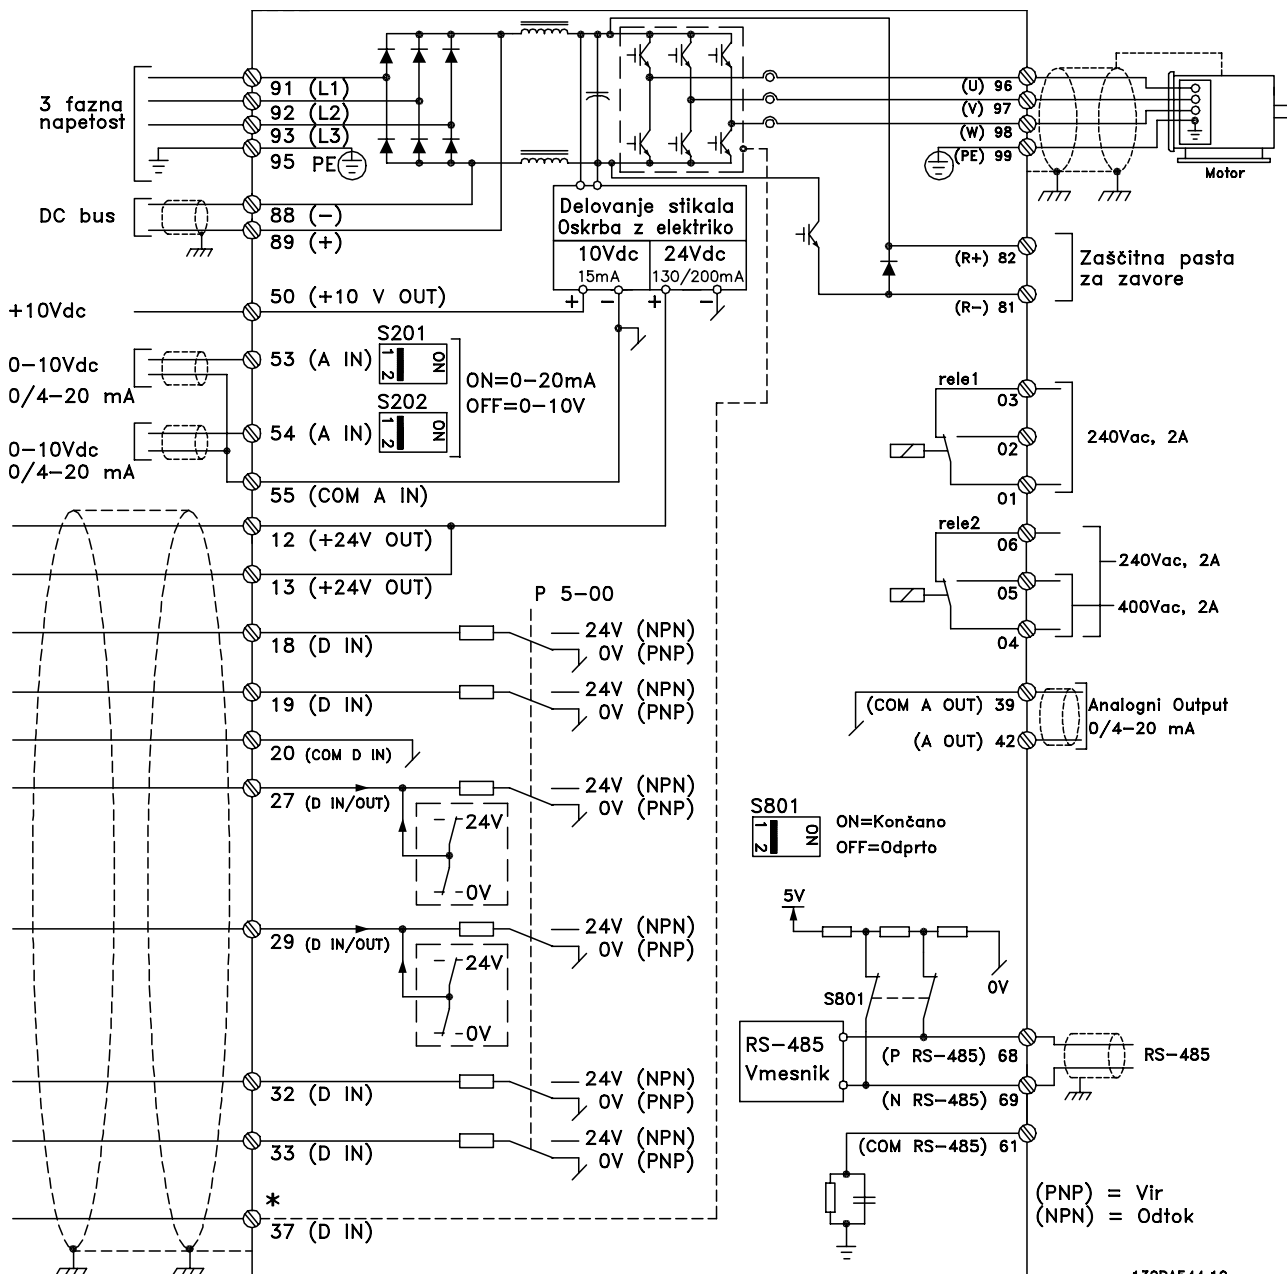 3 fazna
napetost
91 (L1)
92 (L2)
93 (L3)
95 PE
DC bus
88 (−)
89 (+)
+10Vdc
50 (+10 V OUT)
0−10Vdc
0/4−20 mA
53 (A IN)
S201
1 2 ON
S202
1 2 ON
ON=0−20mA
OFF=0−10V
0−10Vdc
0/4−20 mA
54 (A IN)
55 (COM A IN)
12 (+24V OUT)
13 (+24V OUT)
P 5-00
18 (D IN)
24V (NPN)
0V (PNP)
19 (D IN)
24V (NPN)
0V (PNP)
20 (COM D IN)
27 (D IN/OUT)
24V (NPN)
0V (PNP)
24V
0V
29 (D IN/OUT)
24V (NPN)
0V (PNP)
24V
0V
32 (D IN)
24V (NPN)
0V (PNP)
33 (D IN)
24V (NPN)
0V (PNP)
*
37 (D IN)
Delovanje stikala
Oskrba z elektriko
10Vdc
15mA
24Vdc
130/200mA
+ − + −
(U) 96
(V) 97
(W) 98
(PE) 99
Motor
(R+) 82
(R−) 81
Zaščitna pasta
za zavore
rele1
03
02
01
240Vac, 2A
rele2
06
05
04
240Vac, 2A
400Vac, 2A
(COM A OUT) 39
(A OUT) 42
Analogni Output
0/4−20 mA
S801
1 2 ON
ON=Končano
OFF=Odprto
5V
S801
0V
RS−485
Vmesnik
(P RS−485) 68
(N RS−485) 69
(COM RS−485) 61
RS−485
(PNP) = Vir
(NPN) = Odtok